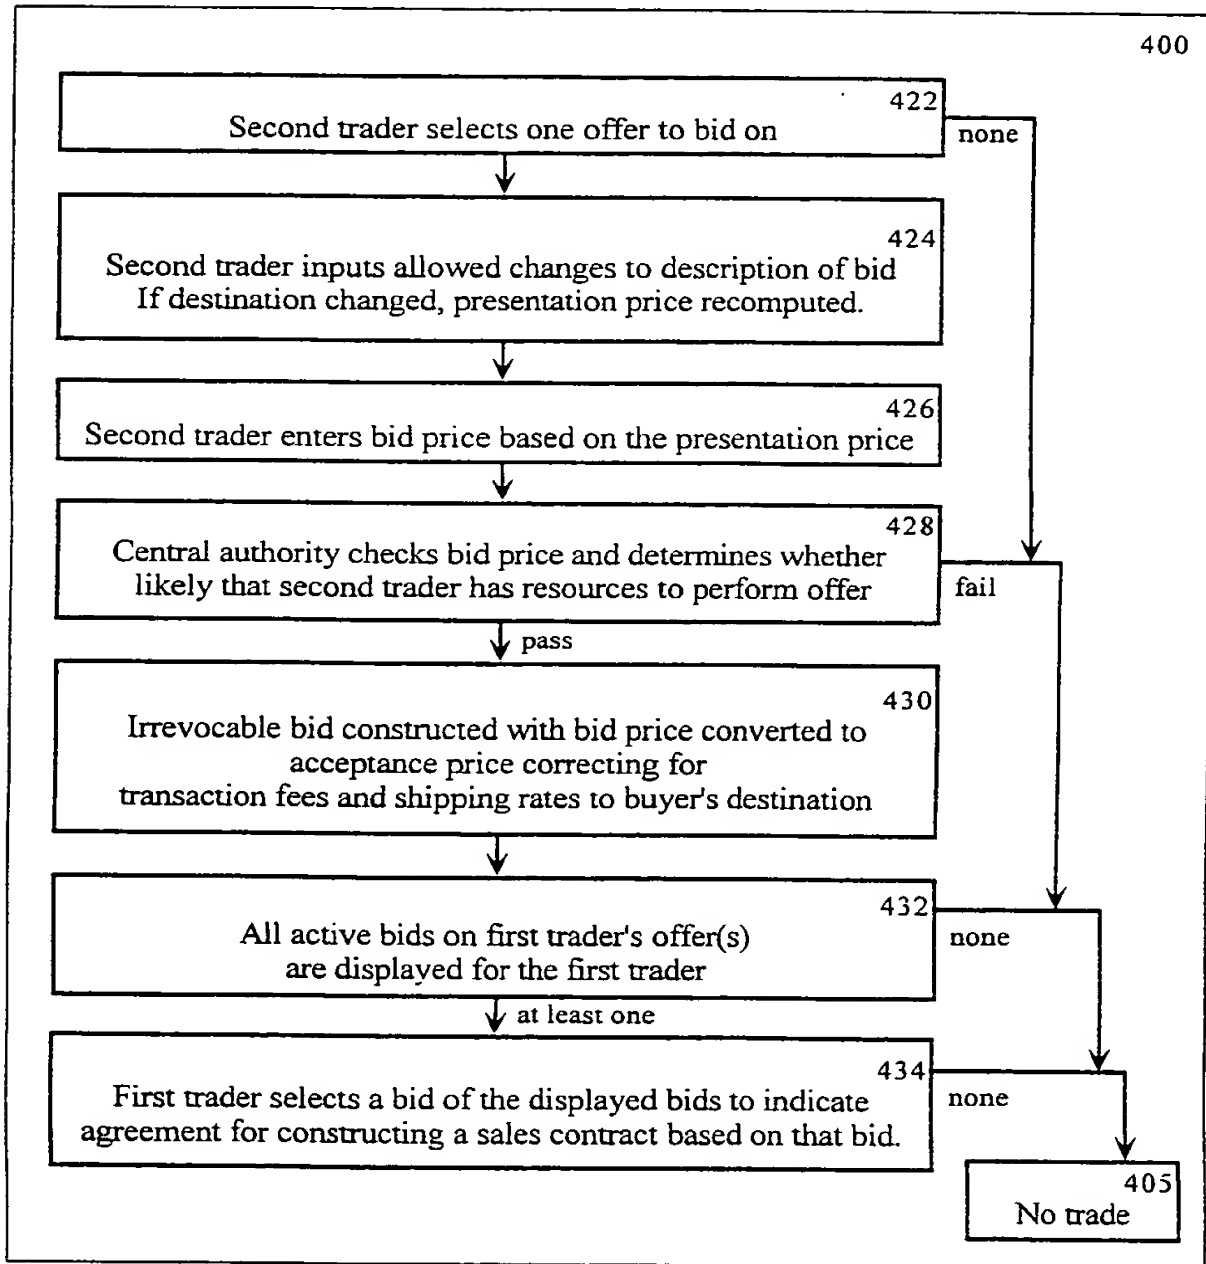 400
422
Second trader selects one offer to bid on
none
424
Second trader inputs allowed changes to description of bid
If destination changed, presentation price recomputed.
426
Second trader enters bid price based on the presentation price
428
Central authority checks bid price and determines whether
likely that second trader has resources to perform offer
fail
pass
430
Irrevocable bid constructed with bid price converted to
acceptance price correcting for
transaction fees and shipping rates to buyer's destination
432
All active bids on first trader's offer(s)
are displayed for the first trader
none
at least one
434
First trader selects a bid of the displayed bids to indicate
agreement for constructing a sales contract based on that bid.
none
405
No trade